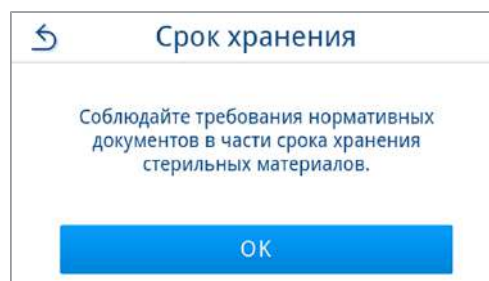 Срок хранения
Соблюдайте требования нормативных
документов в части срока хранения
стерильных материалов.
OK